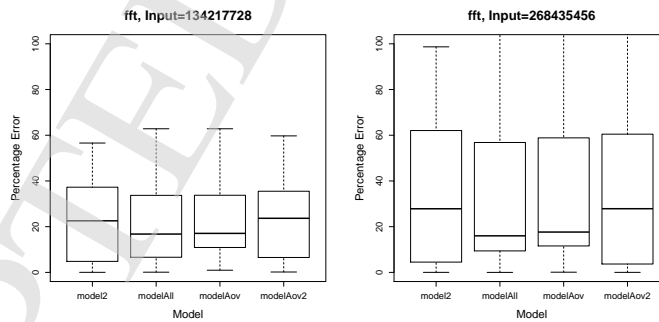 fft, Input=134217728
Percentage Error
100
80
60
40
20
0
model2 modelAll modelAov modelAov2
Model
fft, Input=268435456
Percentage Error
100
80
60
40
20
0
model2 modelAll modelAov modelAov2
Model
PTED